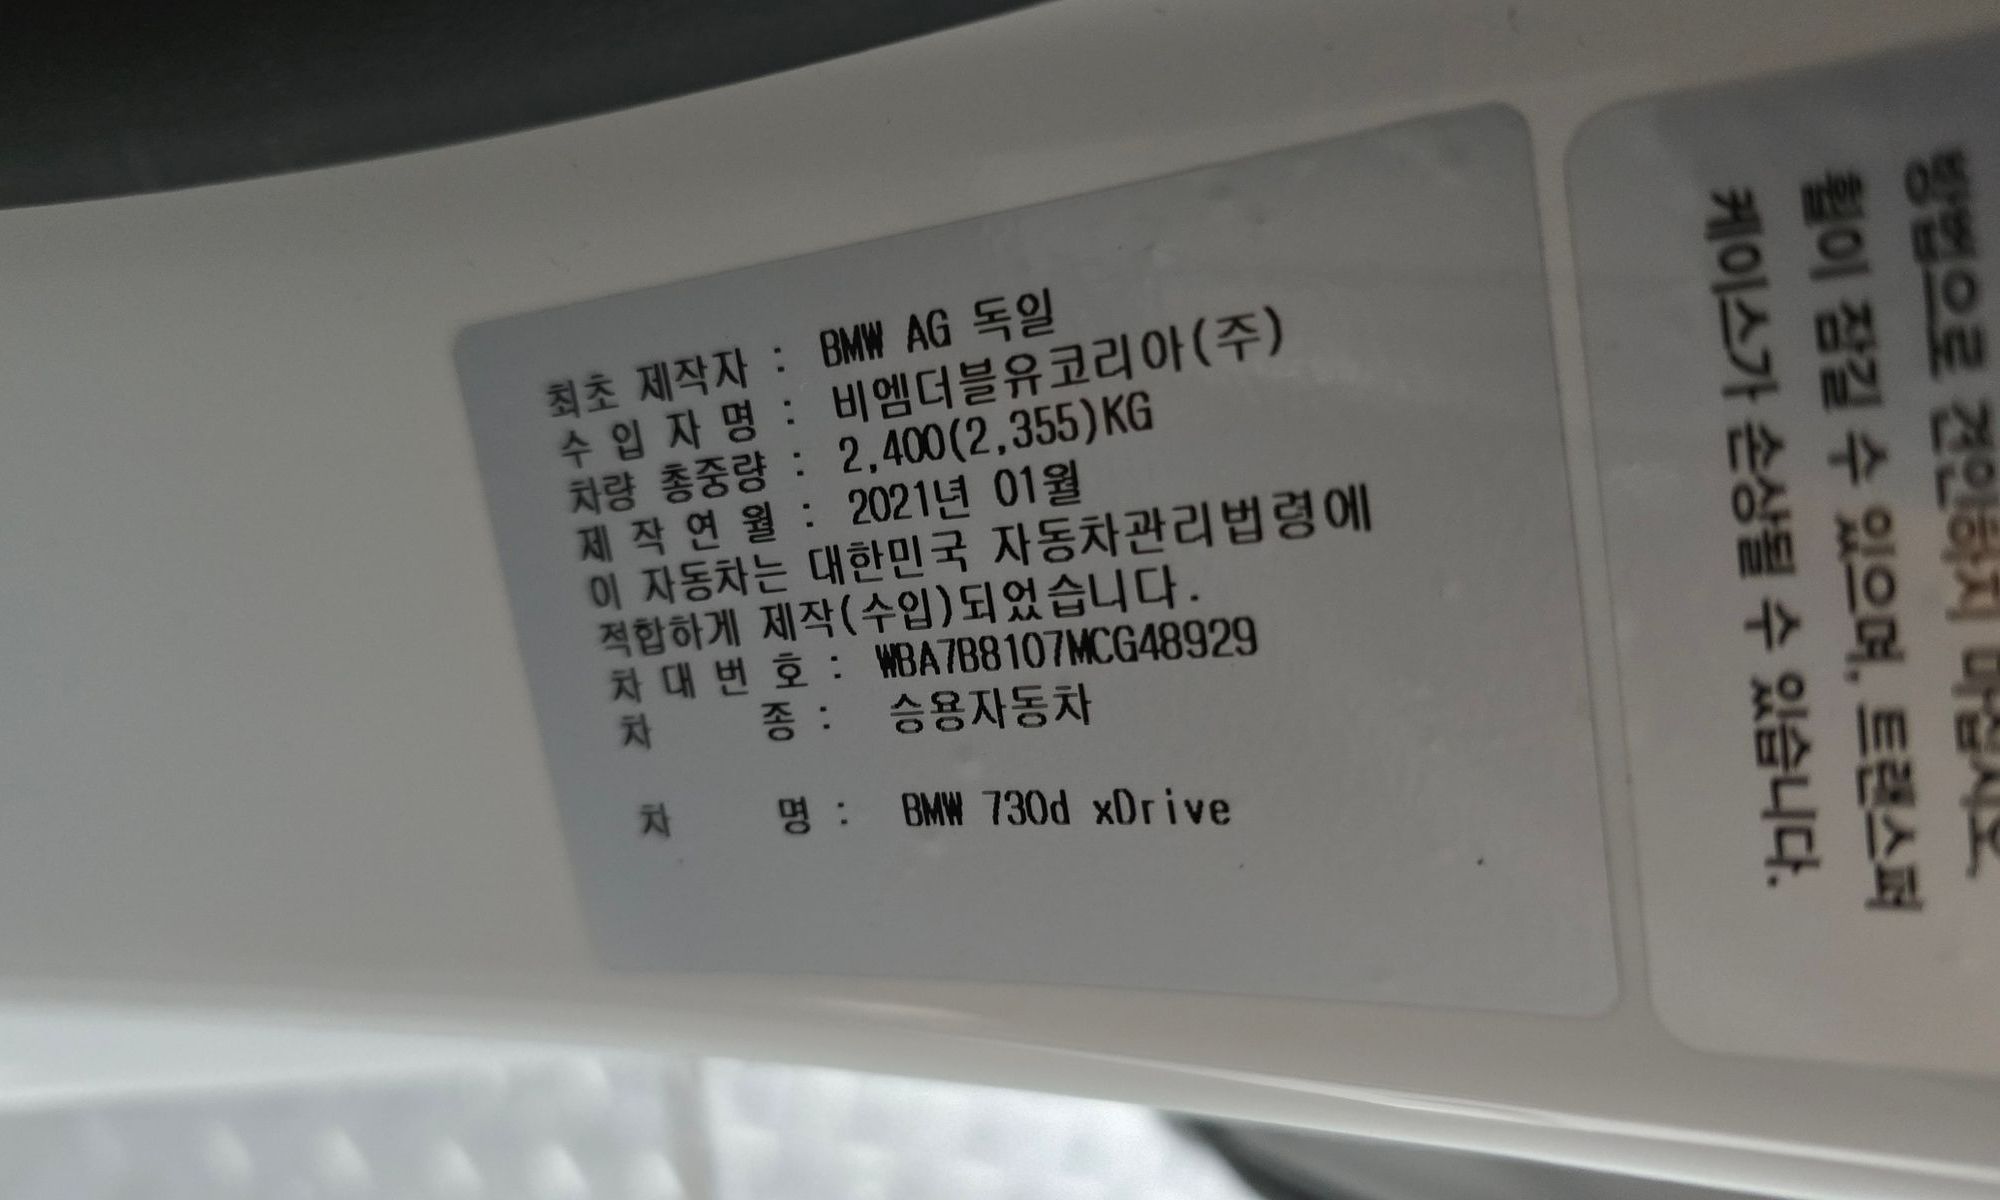 최초 제작자 : BMW AG 독일
수 입 자 명 : 비엠더블유코리아(주)
차량 총중량 : 2,400(2,355)KG
제 작 연 월 : 2021년 01월
이 자동차는 대한민국 자동차관리법령에
적합하게 제작(수입)되었습니다.
차 대 번 호 : WBA7B8107MCG48929
차 종 : 승용자동차
차 명 : BMW 730d xDrive
방법으로 견인하지 마십시오
휠이 잠길 수 있으며, 트랜스퍼
케이스가 손상될 수 있습니다.